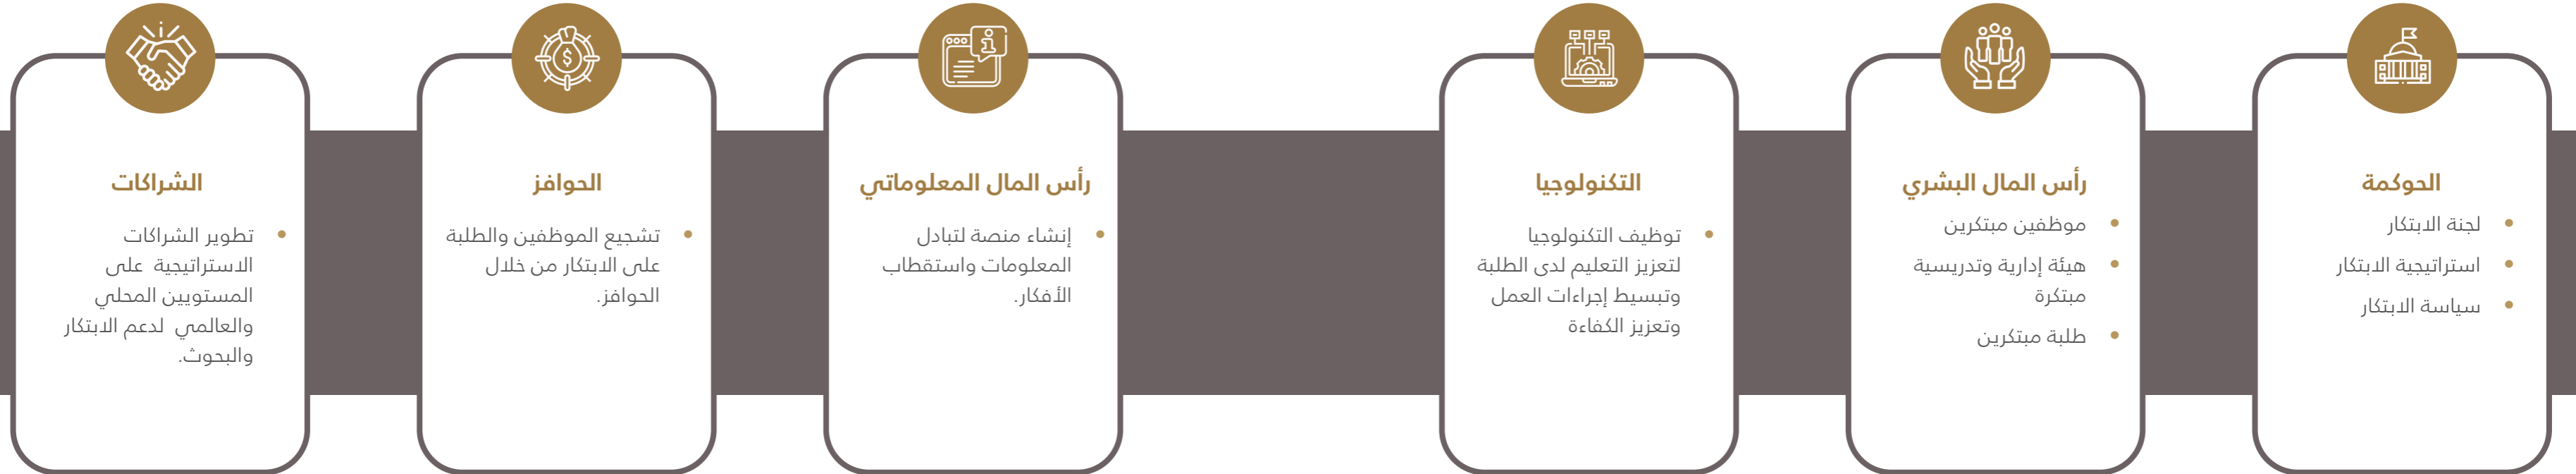 الحوكمة
لجنة الابتكار
استراتيجية الابتكار
سياسة الابتكار
رأس المال البشري
موظفين مبتكرين
هيئة إدارية وتدريسية
مبتكرة
طلبة مبتكرين
التكنولوجيا
توظيف التكنولوجيا
لتعزيز التعليم لدى الطلبة
وتبسيط إجراءات العمل
وتعزيز الكفاءة
رأس المال المعلوماتي
إنشاء منصة لتبادل
المعلومات واستقطاب
الأفكار.
الحوافز
تشجيع الموظفين والطلبة
على الابتكار من خلال
الحوافز.
الشراكات
تطوير الشراكات
الاستراتيجية على
المستويين المحلي
والعالمي لدعم الابتكار
والبحوث.